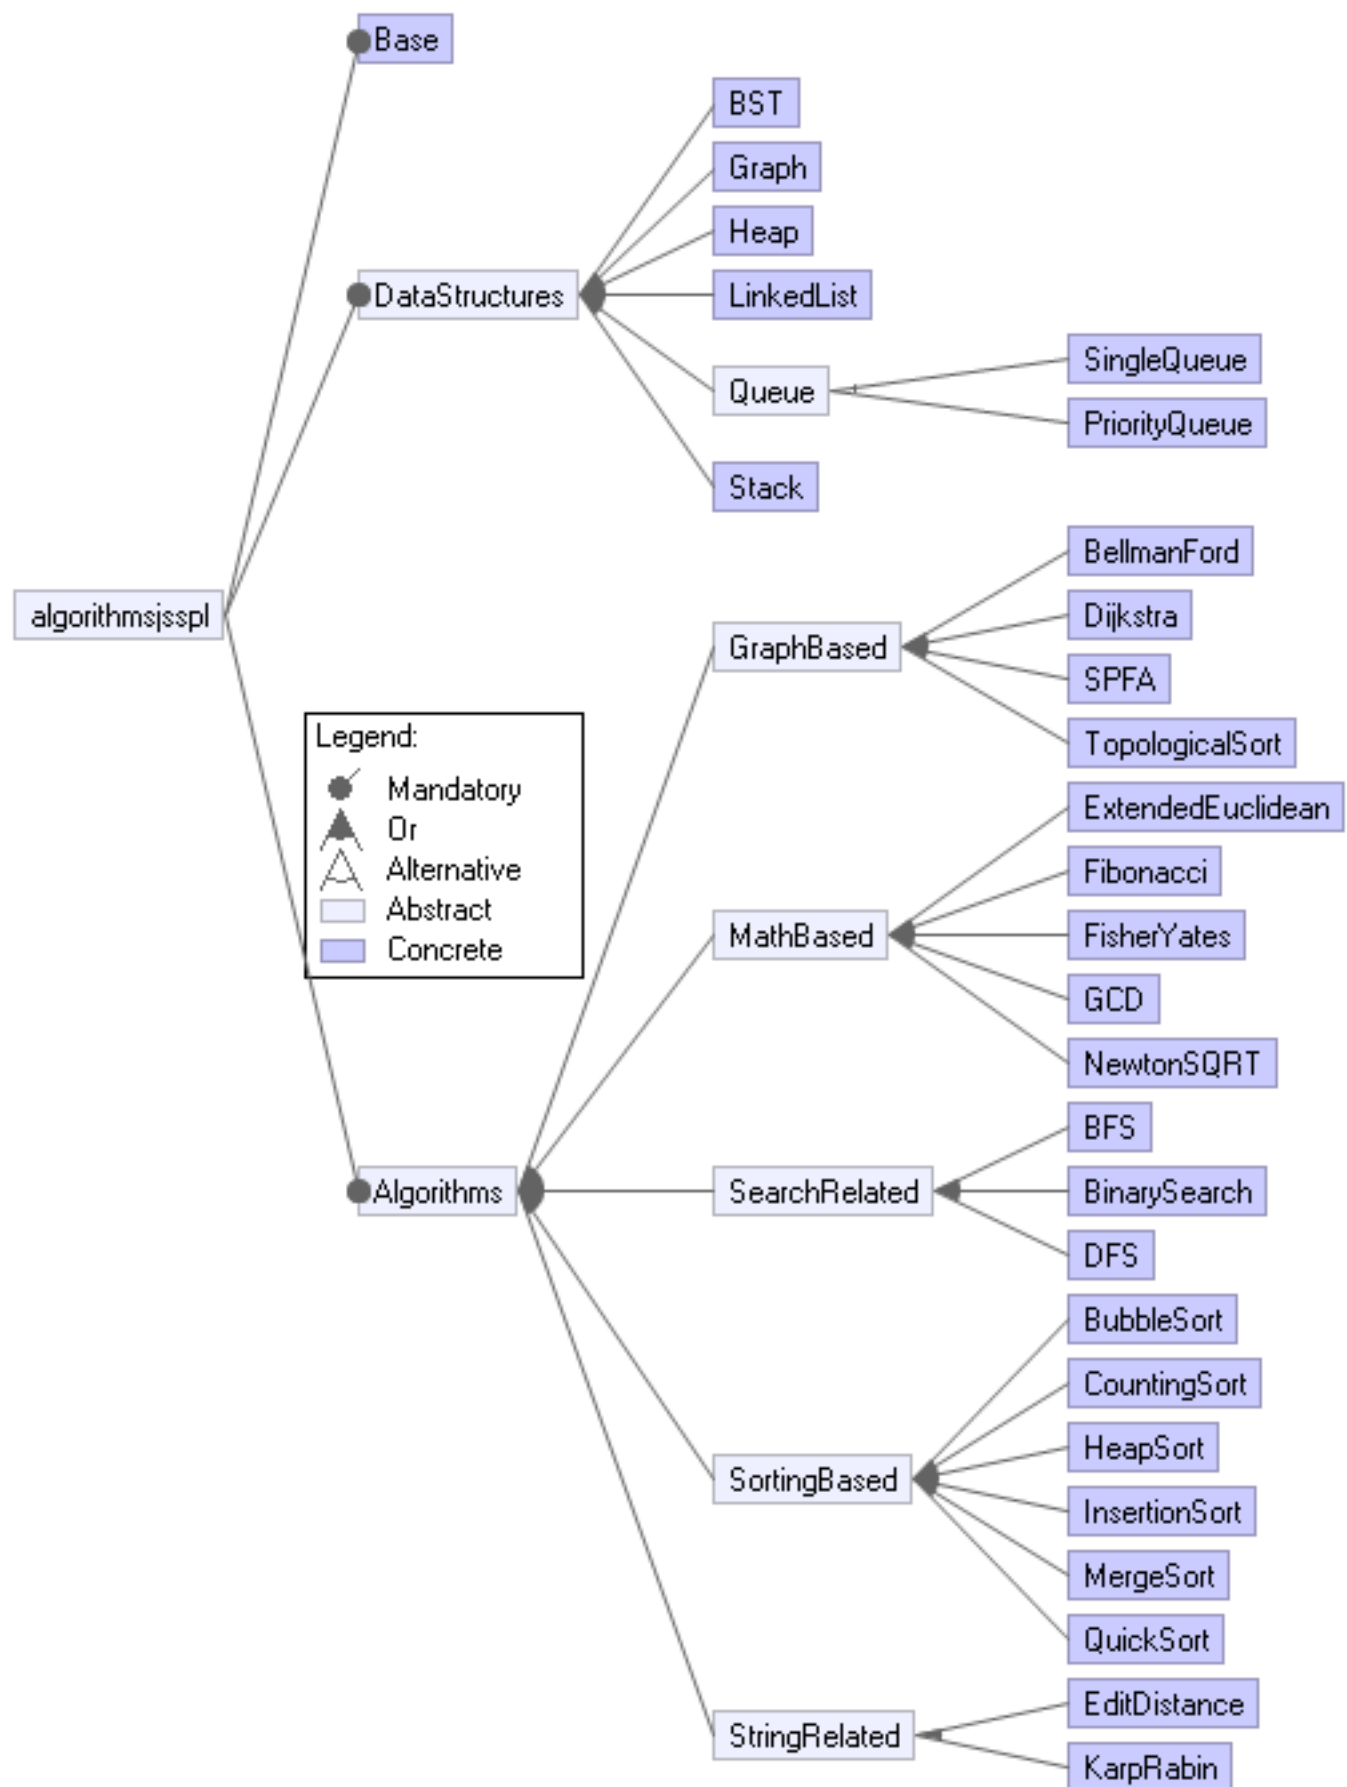 Base
BST
Graph
Heap
DataStructures
LinkedList
SingleQueue
Queue
PriorityQueue
Stack
BellmanFord
algorithmsjsspl
Dijkstra
GraphBased
SPFA
TopologicalSort
Legend:
Mandatory
Or
Alternative
Abstract
Concrete
ExtendedEuclidean
Fibonacci
MathBased
FisherYates
GCD
NewtonSQRT
BFS
Algorithms
SearchRelated
BinarySearch
DFS
BubbleSort
CountingSort
HeapSort
SortingBased
InsertionSort
MergeSort
QuickSort
EditDistance
StringRelated
KarpRabin